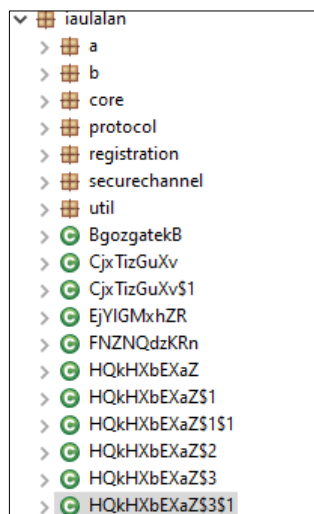 iaulalan
a
b
core
protocol
registration
securechannel
util
BgozgatekB
CjxTizGuXv
CjxTizGuXv$1
EjYIGMxhZR
FNZNQdzKRn
HQkHXbEXaZ
HQkHXbEXaZ$1
HQkHXbEXaZ$1$1
HQkHXbEXaZ$2
HQkHXbEXaZ$3
HQkHXbEXaZ$3$1